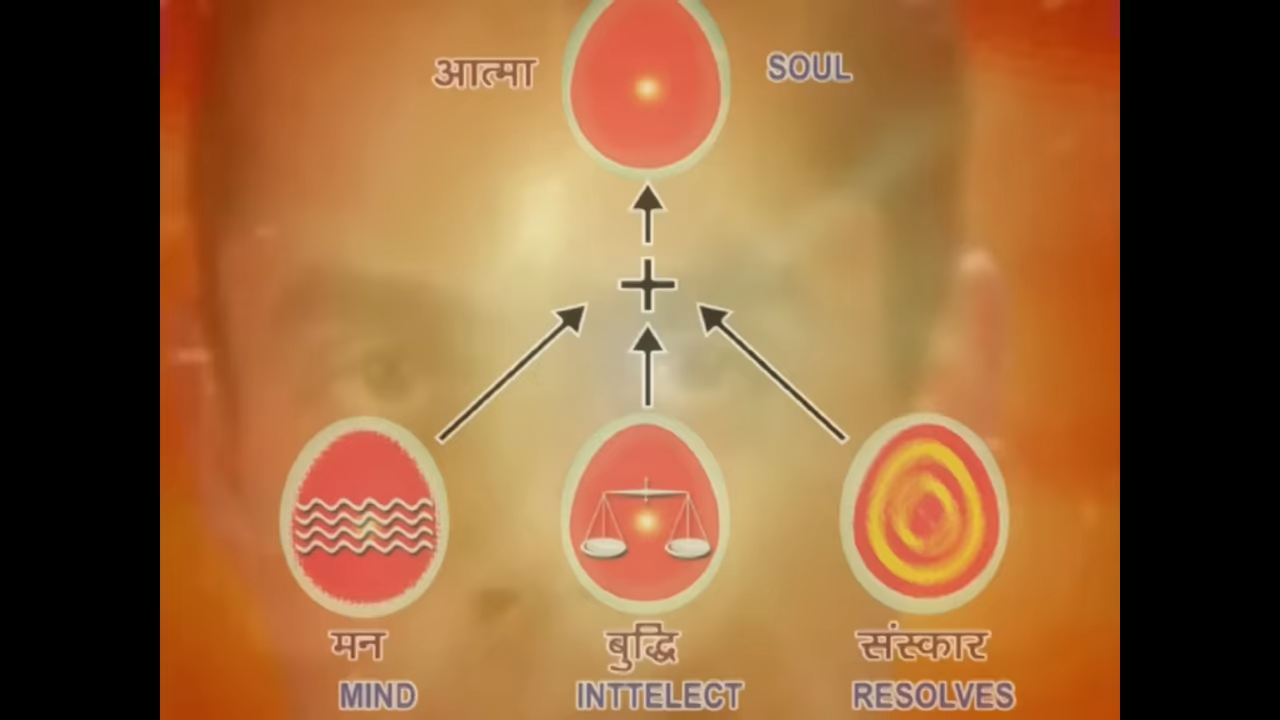 आत्मा SOUL
मन बुद्धि संस्कार
MIND INTTELECT RESOLVES